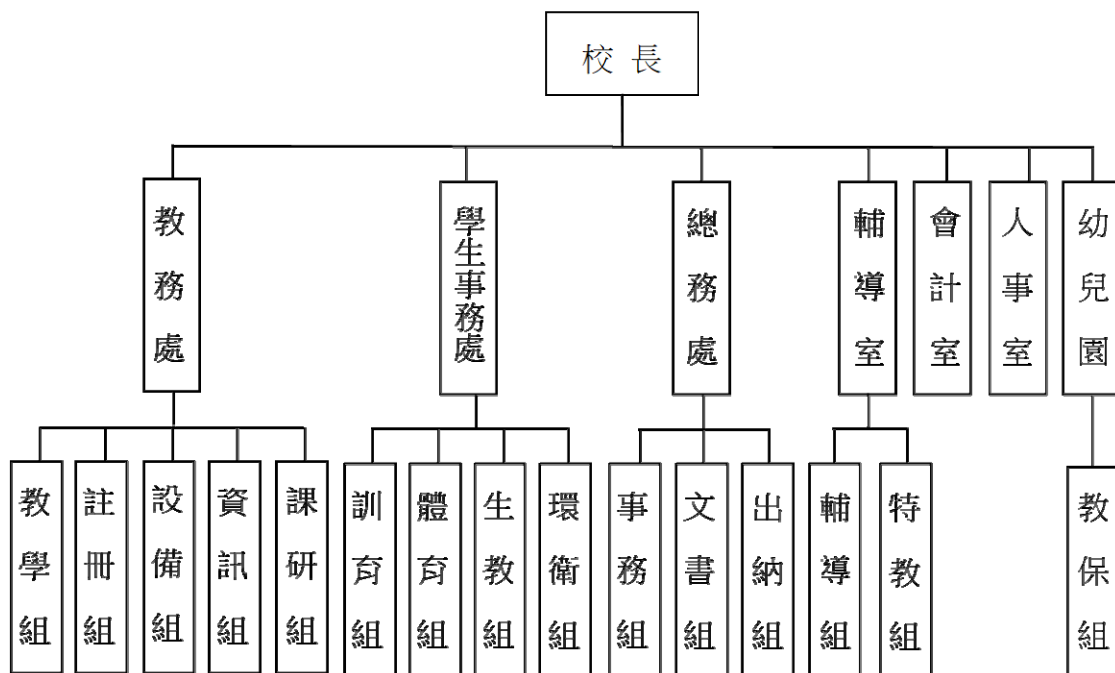 校長
教務處
學生事務處
總務處
輔導室
會計室
人事室
幼兒園
教學組
註冊組
設備組
資訊組
課研組
訓育組
體育組
生教組
環衛組
事務組
文書組
出納組
輔導組
特教組
教保組